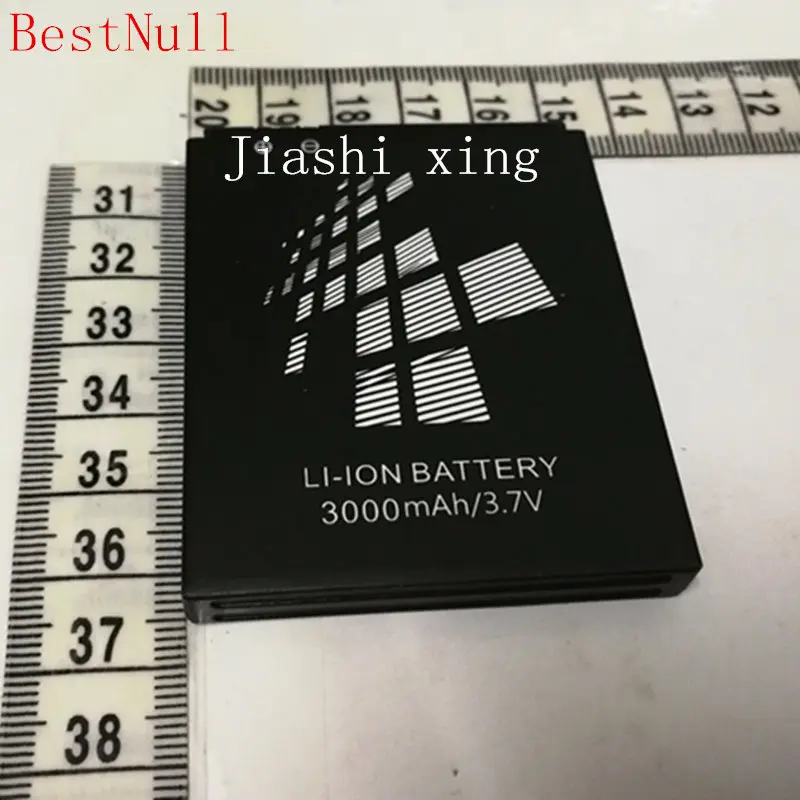 BestNull
20 19 18 17 16 15 14 13 12
Jiashi xing
31
32
33
34
35
36
37
38
LI-ION BATTERY
3000mAh/3.7V